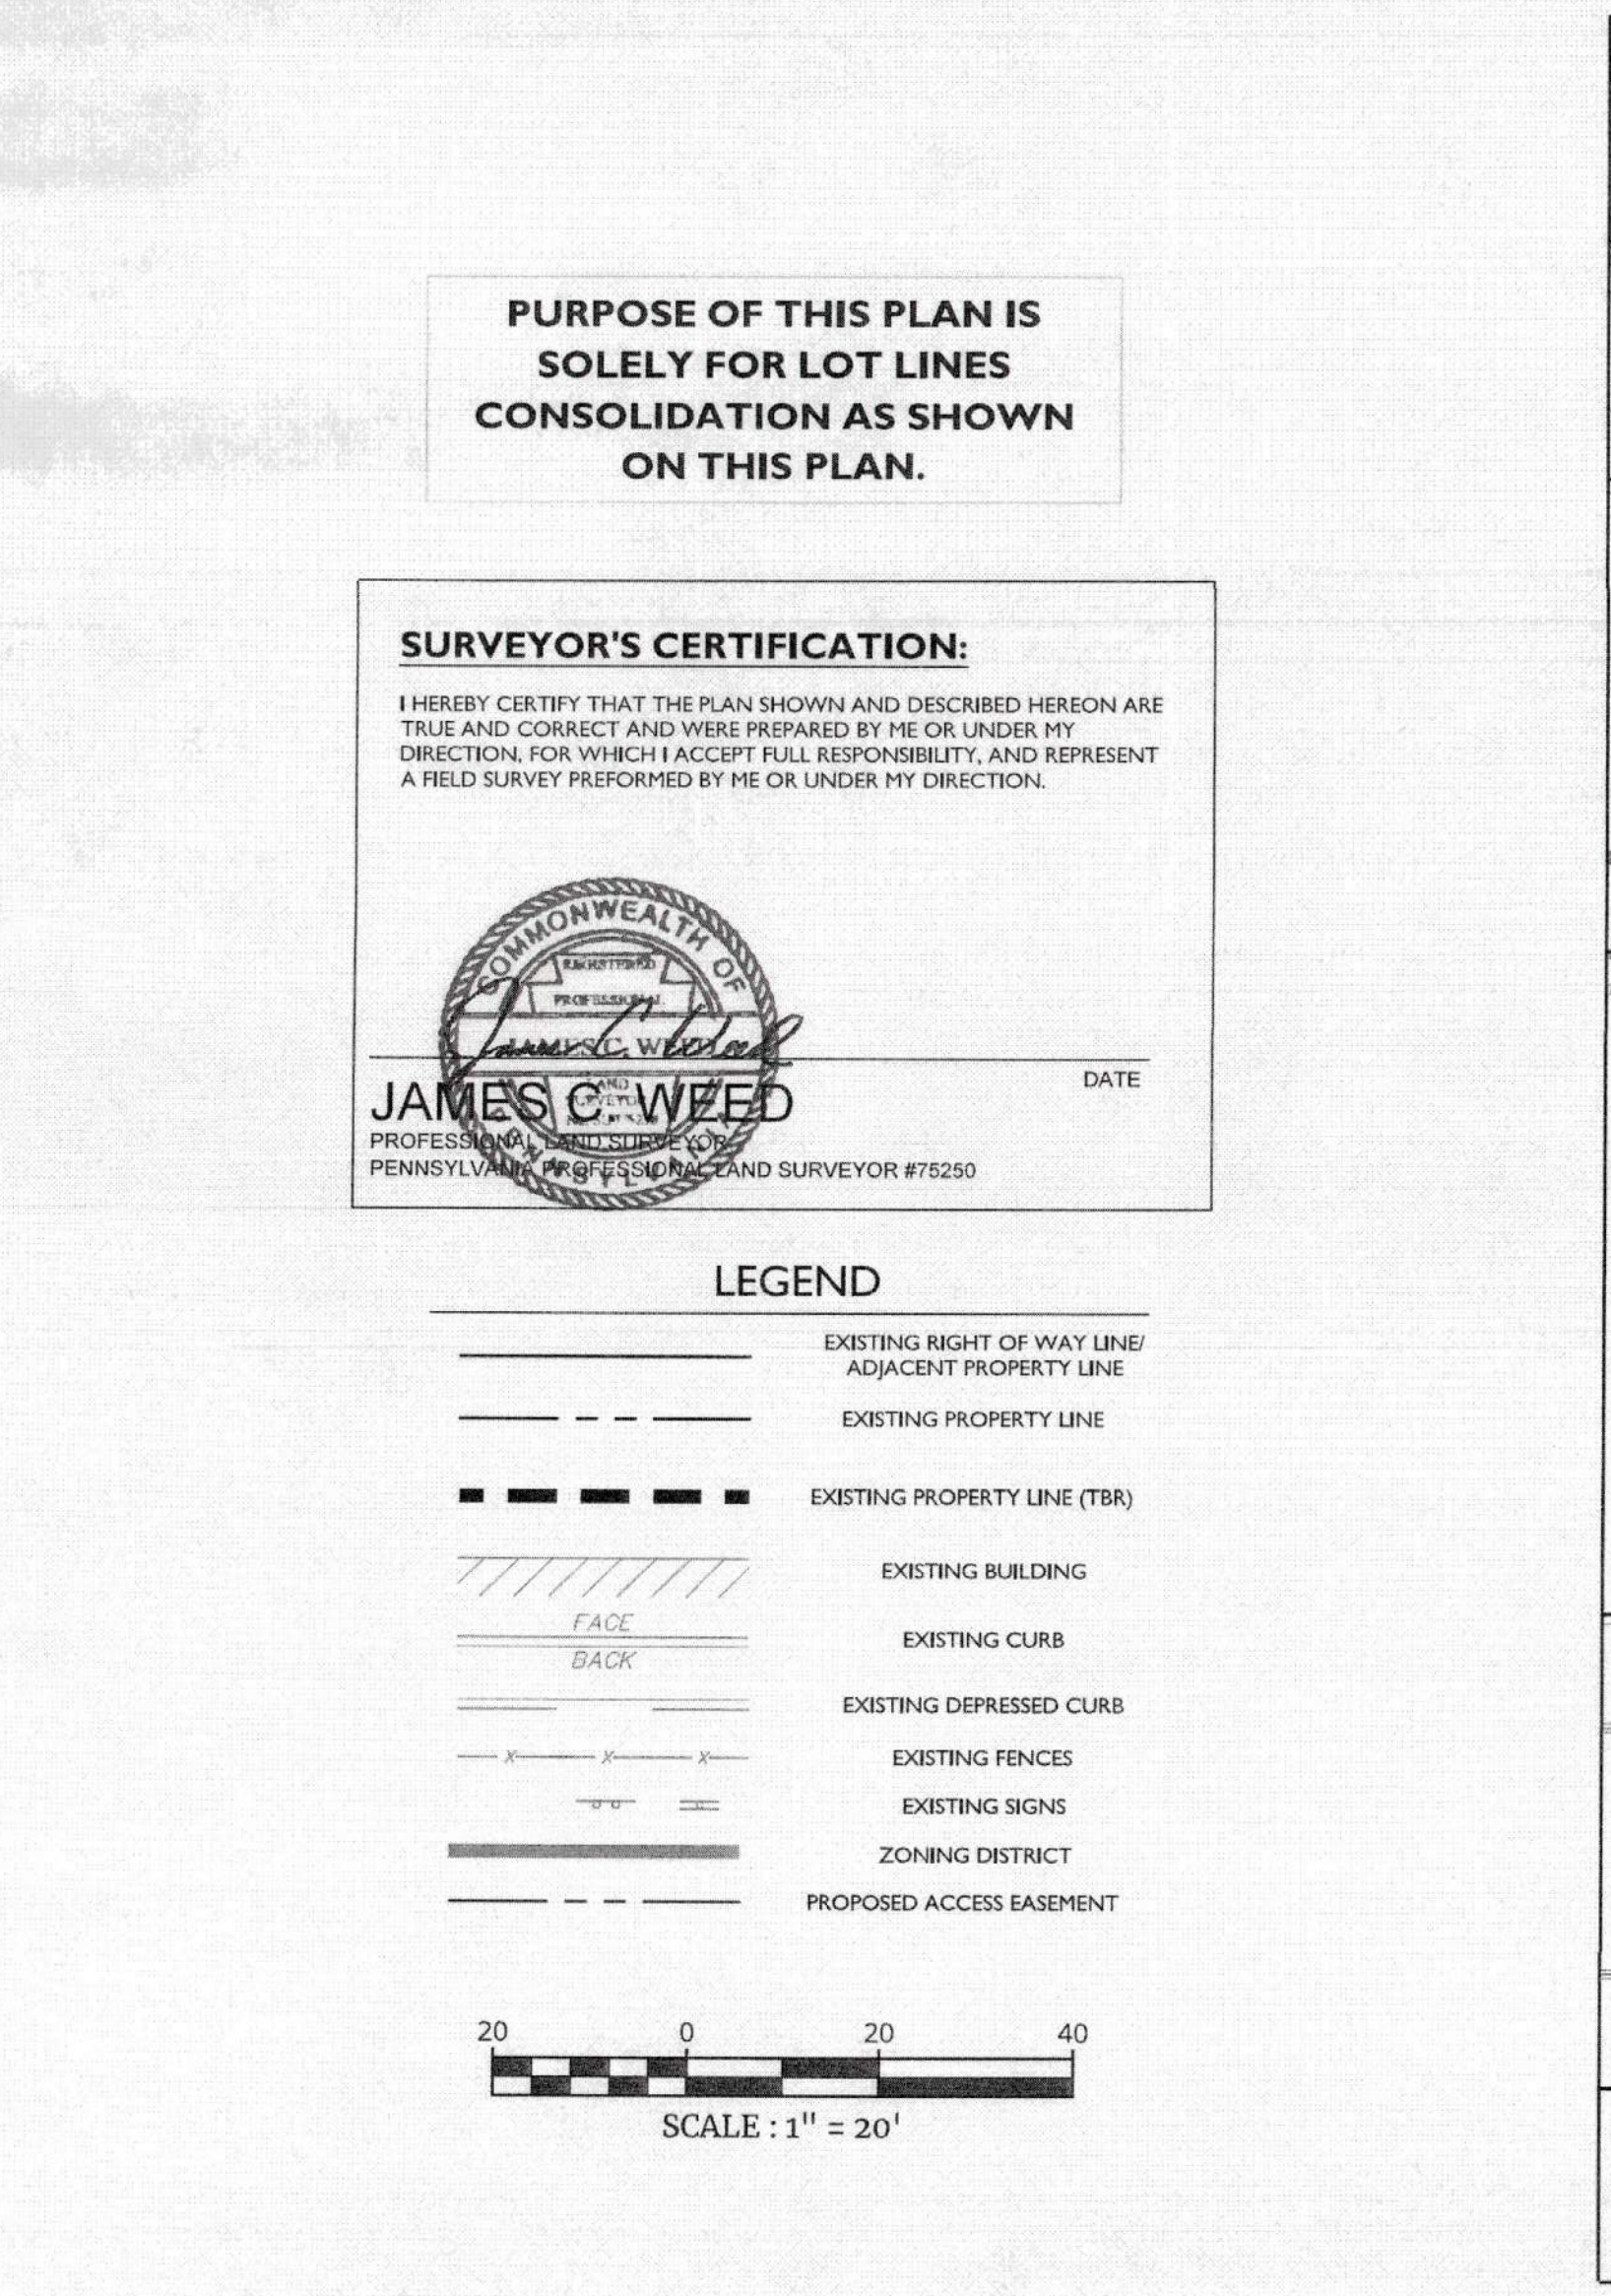 PURPOSE OF THIS PLAN IS
SOLELY FOR LOT LINES
CONSOLIDATION AS SHOWN
ON THIS PLAN.
SURVEYOR'S CERTIFICATION:
I HEREBY CERTIFY THAT THE PLAN SHOWN AND DESCRIBED HEREON ARE
TRUE AND CORRECT AND WERE PREPARED BY ME OR UNDER MY
DIRECTION, FOR WHICH I ACCEPT FULL RESPONSIBILITY, AND REPRESENT
A FIELD SURVEY PREFORMED BY ME OR UNDER MY DIRECTION.
COMMONWEALTH OF
REGISTERED
PROFESSIONAL
JAMES C. WEED
James C. Weed
LAND
SURVEYOR
PENNSYLVANIA
DATE
JAMES C. WEED
PROFESSIONAL LAND SURVEYOR
PENNSYLVANIA PROFESSIONAL LAND SURVEYOR #75250
LEGEND
EXISTING RIGHT OF WAY LINE/
ADJACENT PROPERTY LINE
EXISTING PROPERTY LINE
EXISTING PROPERTY LINE (TBR)
EXISTING BUILDING
FACE
BACK
EXISTING CURB
EXISTING DEPRESSED CURB
X X X
EXISTING FENCES
EXISTING SIGNS
ZONING DISTRICT
PROPOSED ACCESS EASEMENT
20 0 20 40
SCALE : 1" = 20'